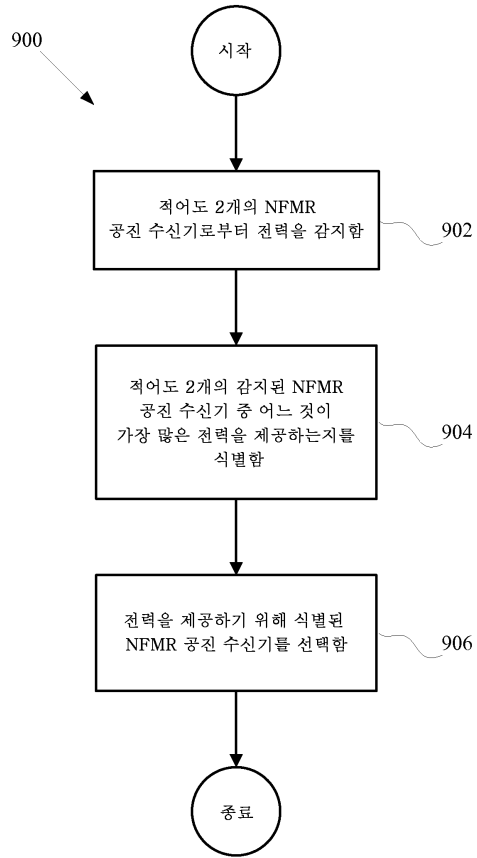 900
시작
적어도 2개의 NFMR
공진 수신기로부터 전력을 감지함
902
적어도 2개의 감지된 NFMR
공진 수신기 중 어느 것이
가장 많은 전력을 제공하는지를
식별함
904
전력을 제공하기 위해 식별된
NFMR 공진 수신기를 선택함
906
종료